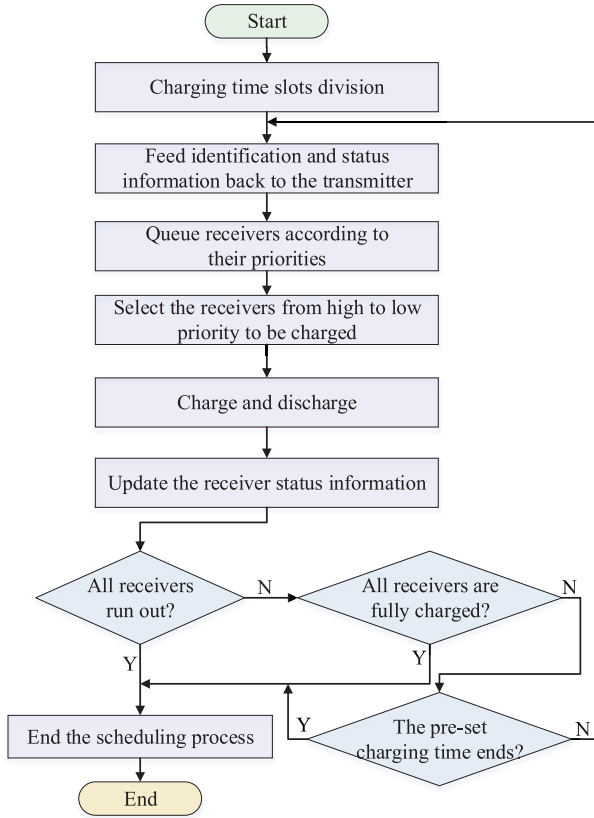 Start
Charging time slots division
Feed identification and status
information back to the transmitter
Queue receivers according to
their priorities
Select the receivers from high to low
priority to be charged
Charge and discharge
Update the receiver status information
All receivers
run out?
N
All receivers are
fully charged?
N
Y
Y
Y
The pre-set
charging time ends?
N
End the scheduling process
End